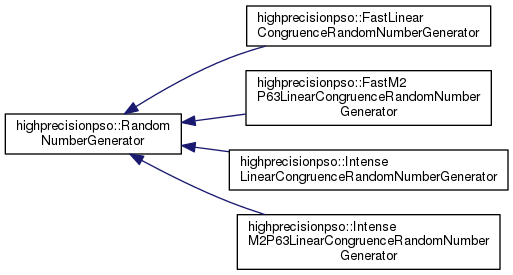 highprecisionpso::FastLinear
CongruenceRandomNumberGenerator
highprecisionpso::FastM2
P63LinearCongruenceRandomNumber
Generator
highprecisionpso::Random
NumberGenerator
highprecisionpso::Intense
LinearCongruenceRandomNumberGenerator
highprecisionpso::Intense
M2P63LinearCongruenceRandomNumber
Generator